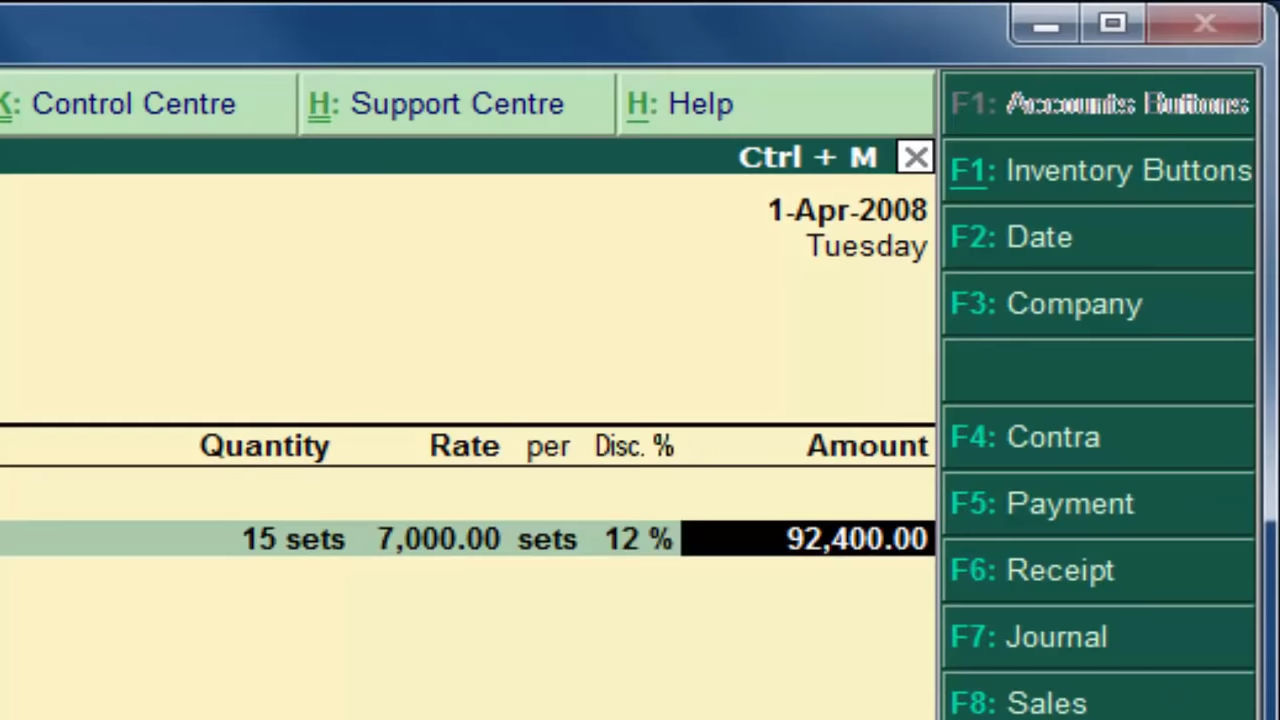 K: Control Centre H: Support Centre H: Help
Ctrl + M
1-Apr-2008
Tuesday
Quantity Rate per Disc. % Amount
15 sets 7,000.00 sets 12 % 92,400.00
F1: Accounts Buttons
F1: Inventory Buttons
F2: Date
F3: Company
F4: Contra
F5: Payment
F6: Receipt
F7: Journal
F8: Sales